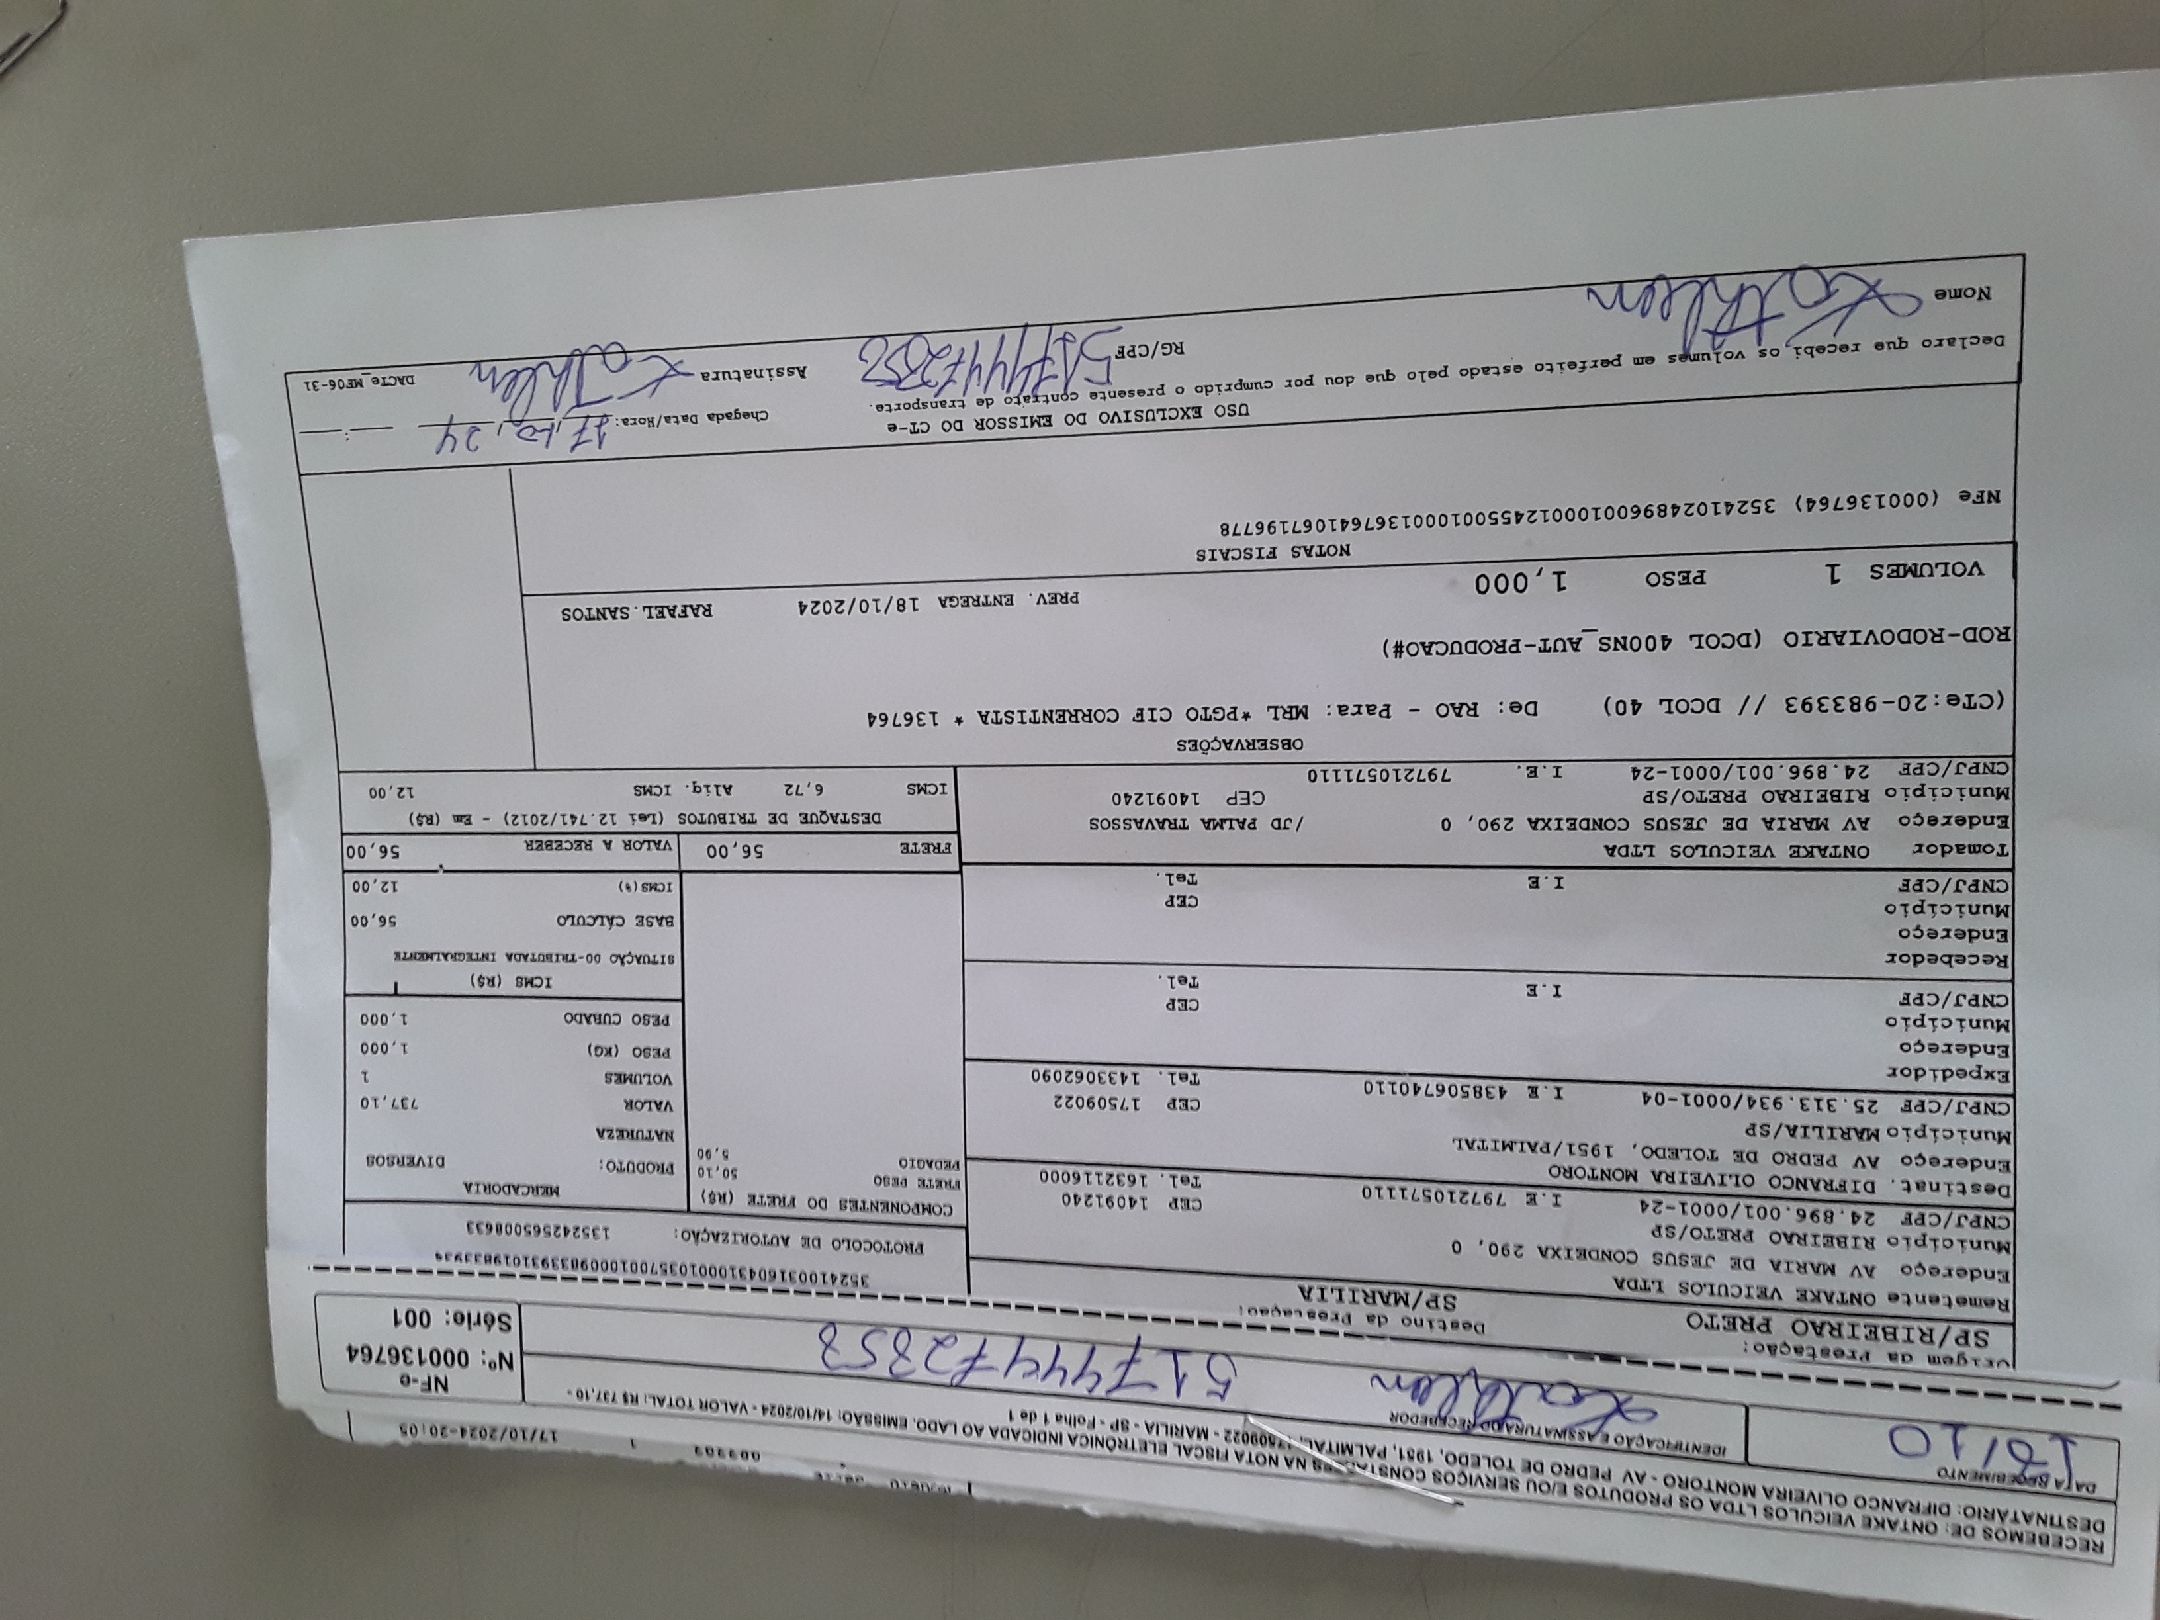 17/10/2024-20:05
RECEBEMOS DE: ONTAKE VEICULOS LTDA OS PRODUTOS E/OU SERVIÇOS NA NOTA FISCAL ELETRÔNICA INDICADA AO LADO. EMISSÃO: 14/10/2024 - VALOR TOTAL: R$ 737,10 -
DESTINATÁRIO: DIFRANCO OLIVEIRA MONTORO - AV PEDRO DE TOLEDO, 1951, PALMITAL, 17509022 - MARILIA - SP - Folha 1 de 1
DATA RECEBIMENTO
18/10
IDENTIFICAÇÃO E ASSINATURA DO RECEBEDOR
Kathlen 51744472858
NF-e
Nº: 000136764
Série: 001
Origem da Prestação:
SP/RIBEIRAO PRETO
Destino da Prestação:
SP/MARILIA
Remetente ONTAKE VEICULOS LTDA
Endereço AV MARIA DE JESUS CONDEIXA 290, 0
Município RIBEIRAO PRETO/SP CEP 14091240
CNPJ/CPF 24.896.001/0001-24 I.E 797210571110 Tel. 1632116000
Destinat. DIFRANCO OLIVEIRA MONTORO
Endereço AV PEDRO DE TOLEDO, 1951/PALMITAL
Município MARILIA/SP CEP 17509022
CNPJ/CPF 25.313.934/0001-04 I.E 438506740110 Tel. 1433062090
Expedidor
Endereço
Município CEP
CNPJ/CPF I.E Tel.
Recebedor
Endereço
Município CEP
CNPJ/CPF I.E Tel.
Tomador ONTAKE VEICULOS LTDA
Endereço AV MARIA DE JESUS CONDEIXA 290, 0 /JD PALMA TRAVASSOS
Município RIBEIRAO PRETO/SP CEP 14091240
CNPJ/CPF 24.896.001/0001-24 I.E. 797210571110
PROTOCOLO DE AUTORIZAÇÃO: 135242565008633
COMPONENTES DO FRETE (R$)
FRETE PESO 50,10
PEDAGIO 5,90
FRETE 56,00
MERCADORIA
PRODUTO: DIVERSOS
NATUREZA
VALOR 737,10
VOLUMES 1
PESO (KG) 1,000
PESO CUBADO 1,000
ICMS (R$)
SITUAÇÃO 00-TRIBUTADA INTEGRALMENTE
BASE CÁLCULO 56,00
ICMS(%) 12,00
VALOR A RECEBER 56,00
DESTAQUE DE TRIBUTOS (Lei 12.741/2012) - Em (R$)
ICMS 6,72 Aliq. ICMS 12,00
OBSERVAÇÕES
(CTe:20-983393 // DCOL 40) De: RAO - Para: MRL *PGTO CIF CORRENTISTA * 136764
ROD-RODOVIARIO (DCOL 400NS_AUT-PRODUCAO#)
VOLUMES 1 PESO 1,000 PREV. ENTREGA 18/10/2024 RAFAEL.SANTOS
NOTAS FISCAIS
NFe (000136764) 35241024896001000124550010001367641067196778
USO EXCLUSIVO DO EMISSOR DO CT-e
Declaro que recebi os volumes em perfeito estado pelo que dou por cumprido o presente contrato de transporte.
Chegada Data/Hora: 17,10,24 __:__
Nome Kathlen
RG/CPF 51744472858
Assinatura Kathlen
DACTe_MF06-31